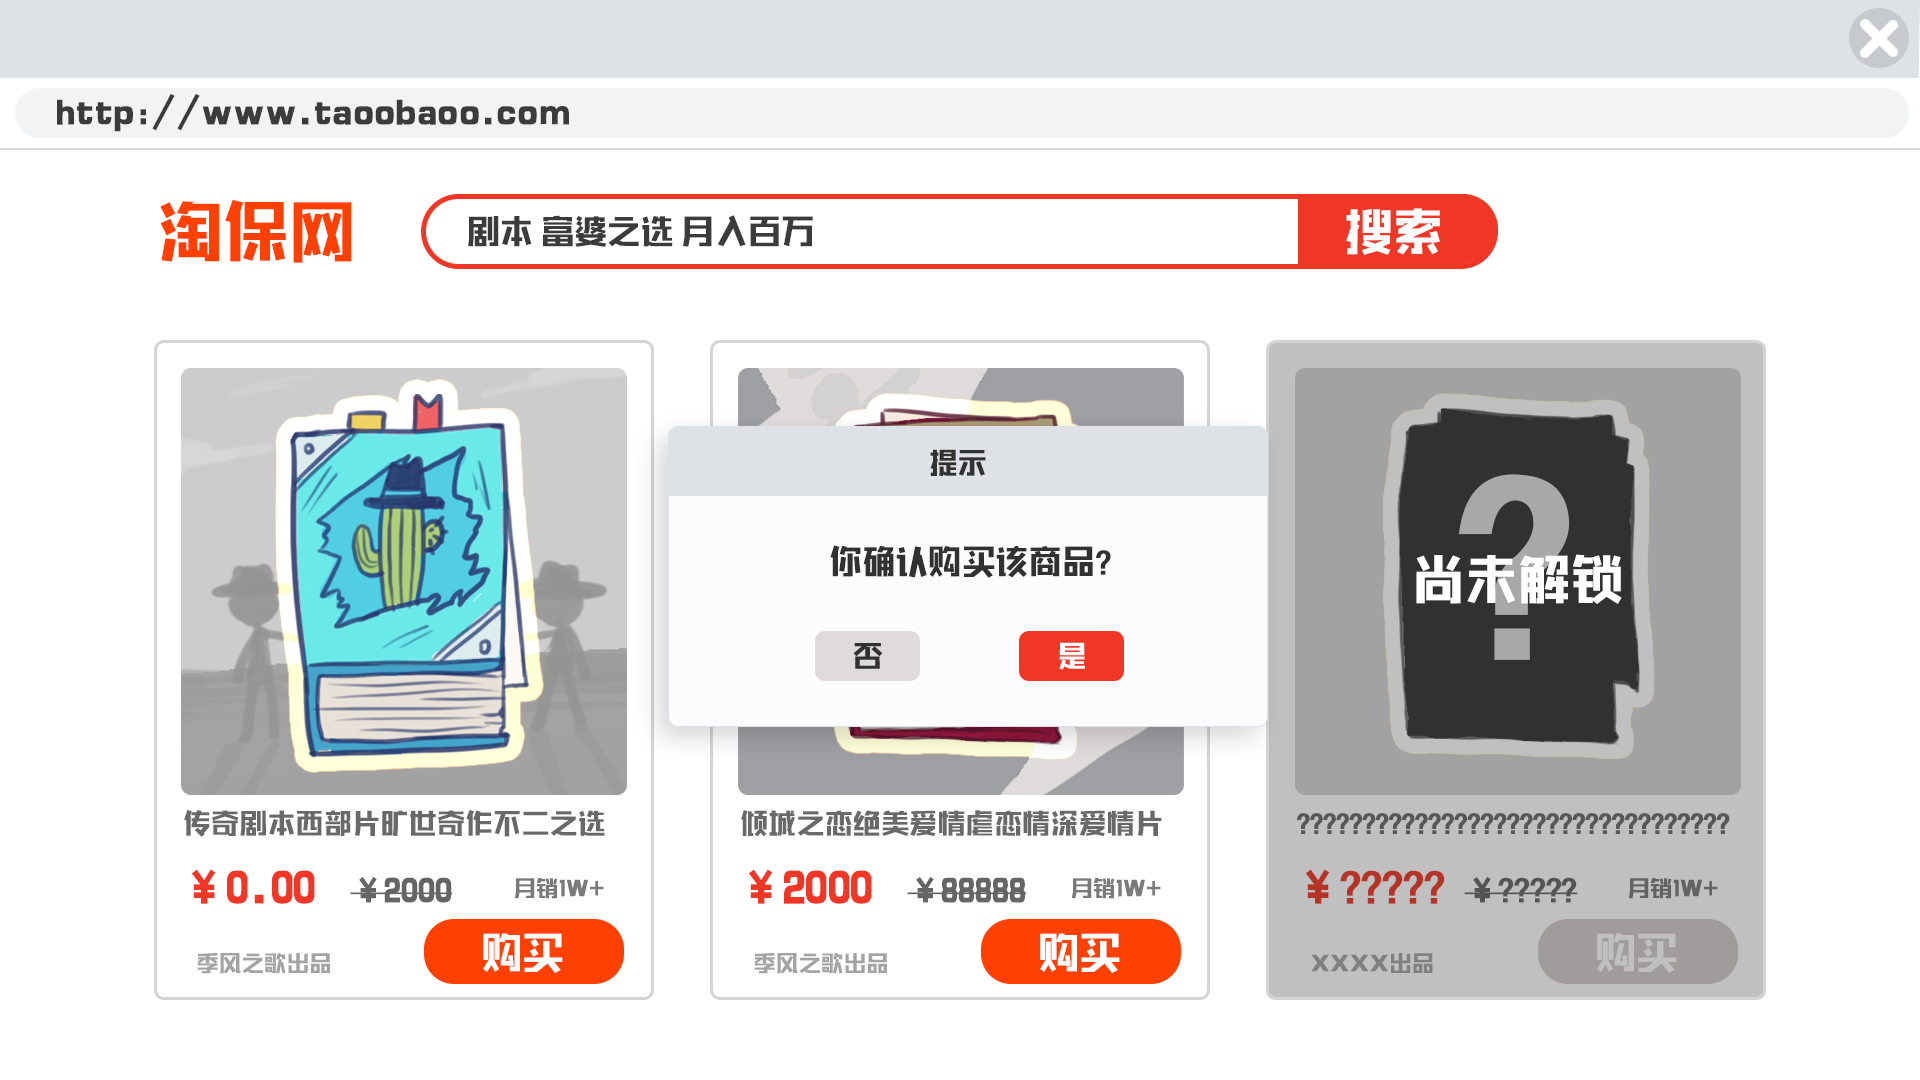 http://www.taoobaoo.com
淘保网
剧本 富婆之选 月入百万
搜索
提示
你确认购买该商品?
否
是
?
尚未解锁
传奇剧本西部片旷世奇作不二之选
¥ 0.00
¥ 2000
月销1W+
季风之歌出品
购买
倾城之恋绝美爱情虐恋情深爱情片
¥ 2000
¥ 88888
月销1W+
季风之歌出品
购买
?????????????????????????????????
¥ ?????
¥ ?????
月销1W+
XXXX出品
购买